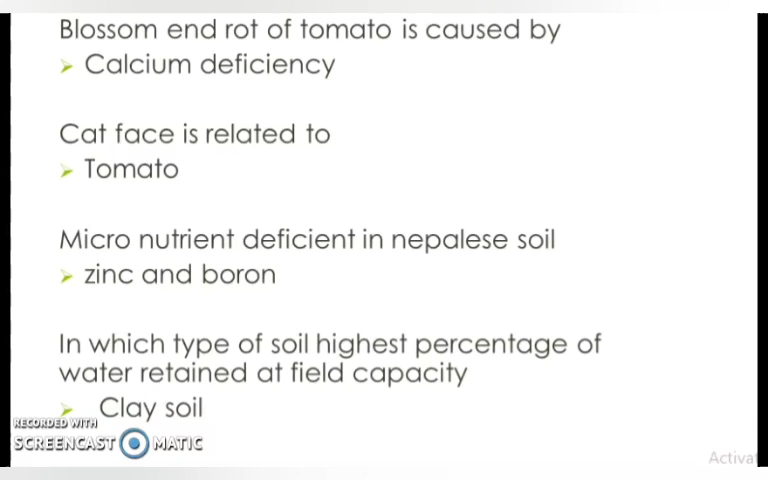 Blossom end rot of tomato is caused by
➢ Calcium deficiency
Cat face is related to
➢ Tomato
Micro nutrient deficient in nepalese soil
➢ zinc and boron
In which type of soil highest percentage of
water retained at field capacity
➢ Clay soil
RECORDED WITH
SCREENCAST MATIC